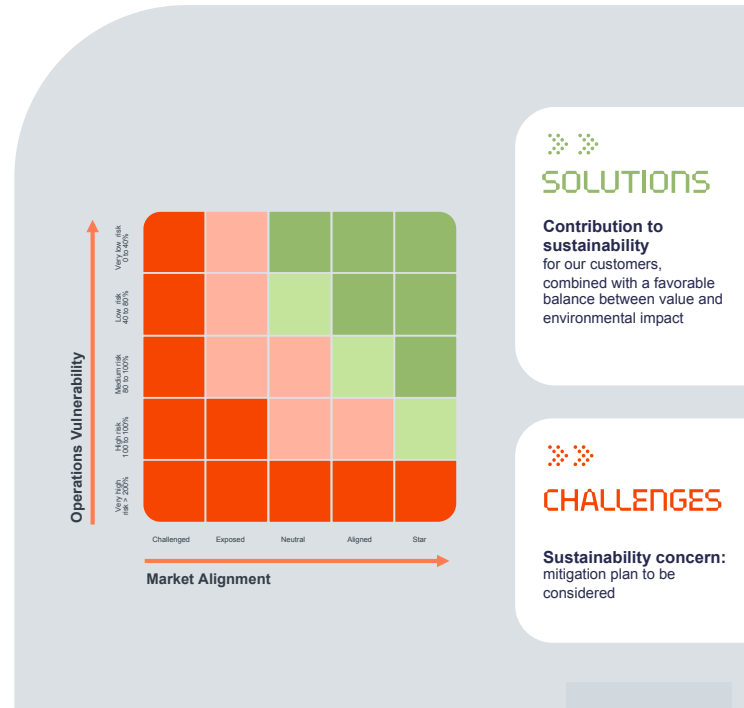 SOLUTIONS
Contribution to
sustainability
for our customers,
combined with a favorable
balance between value and
environmental impact
CHALLENGES
Sustainability concern:
mitigation plan to be
considered
Operations Vulnerability
Very low risk
0 to 40%
Low risk
40 to 80%
Medium risk
80 to 100%
High risk
100 to 100%
Very high
risk > 200%
Challenged
Exposed
Neutral
Aligned
Star
Market Alignment